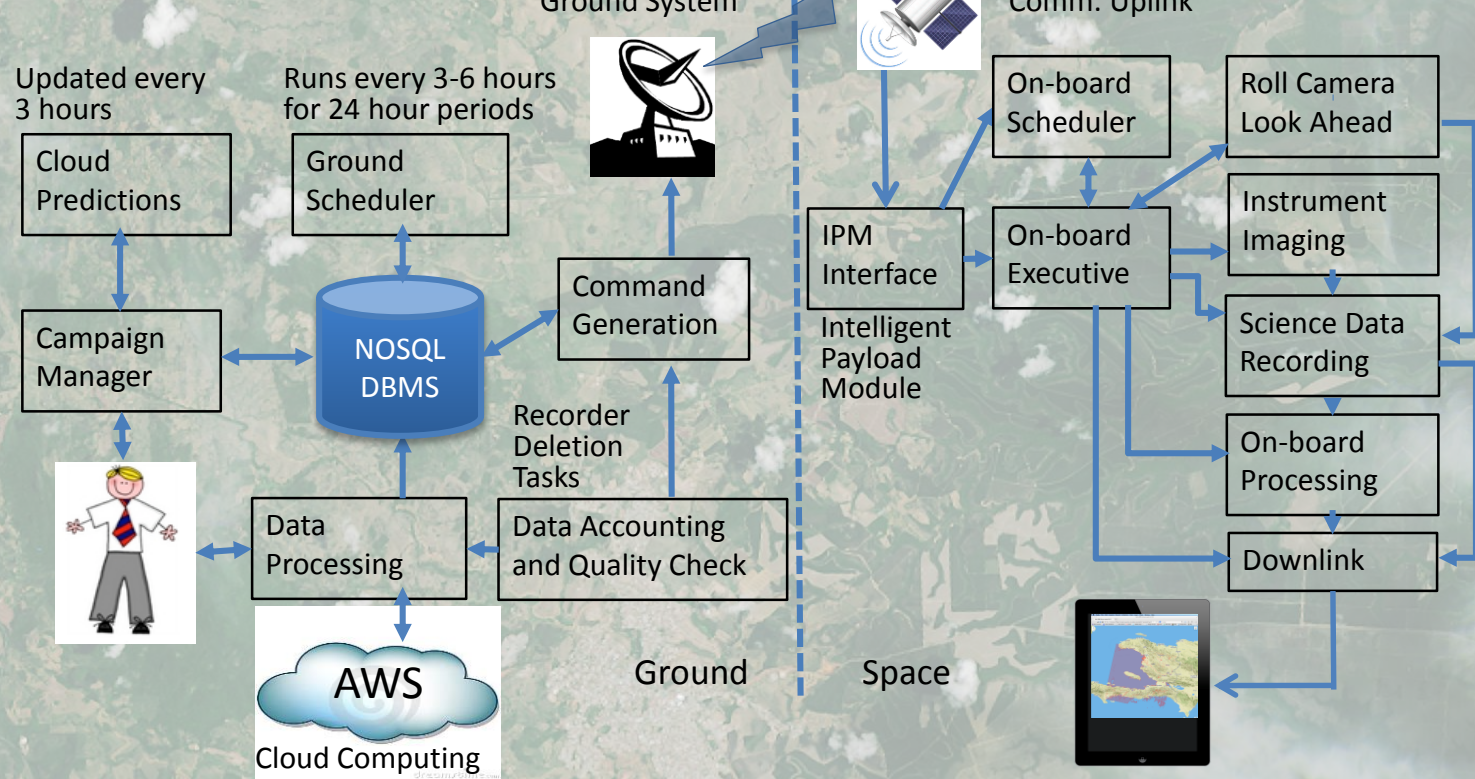 Ground System
Comm. Uplink
Updated every
3 hours
Runs every 3-6 hours
for 24 hour periods
Cloud
Predictions
Ground
Scheduler
Campaign
Manager
NOSQL
DBMS
Command
Generation
Recorder
Deletion
Tasks
Data
Processing
Data Accounting
and Quality Check
AWS
Cloud Computing
dreamstime
Ground
Space
On-board
Scheduler
Roll Camera
Look Ahead
IPM
Interface
Intelligent
Payload
Module
On-board
Executive
Instrument
Imaging
Science Data
Recording
On-board
Processing
Downlink